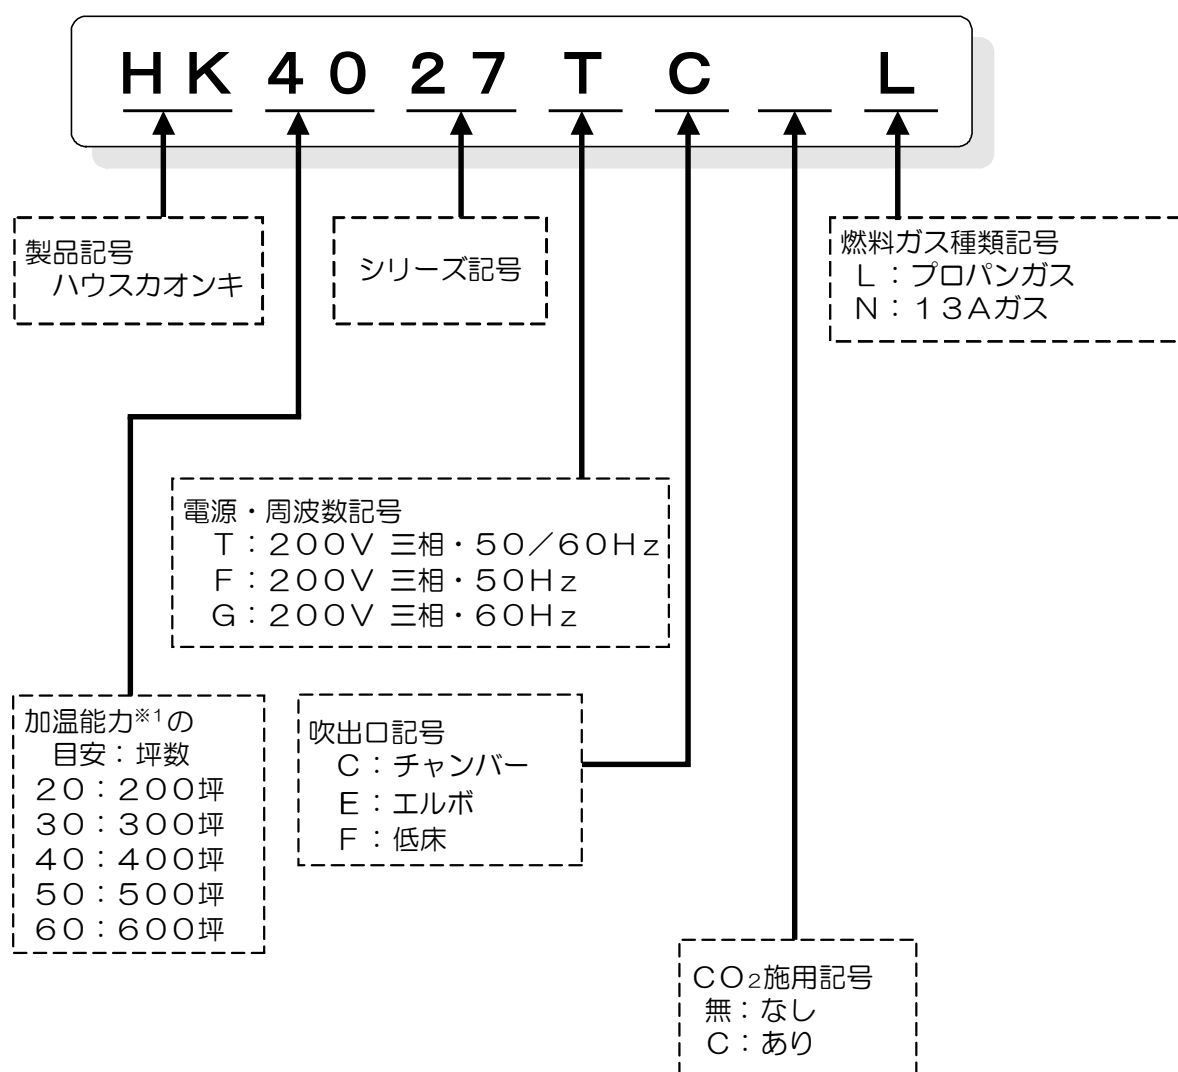 ＨＫ４０２７ＴＣ　Ｌ
製品記号
ハウスカオンキ
シリーズ記号
燃料ガス種類記号
Ｌ：プロパンガス
Ｎ：１３Ａガス
電源・周波数記号
Ｔ：２００Ｖ 三相・５０／６０Ｈｚ
Ｆ：２００Ｖ 三相・５０Ｈｚ
Ｇ：２００Ｖ 三相・６０Ｈｚ
加温能力※1の
目安：坪数
２０：２００坪
３０：３００坪
４０：４００坪
５０：５００坪
６０：６００坪
吹出口記号
Ｃ：チャンバー
Ｅ：エルボ
Ｆ：低床
ＣＯ₂施用記号
無：なし
Ｃ：あり